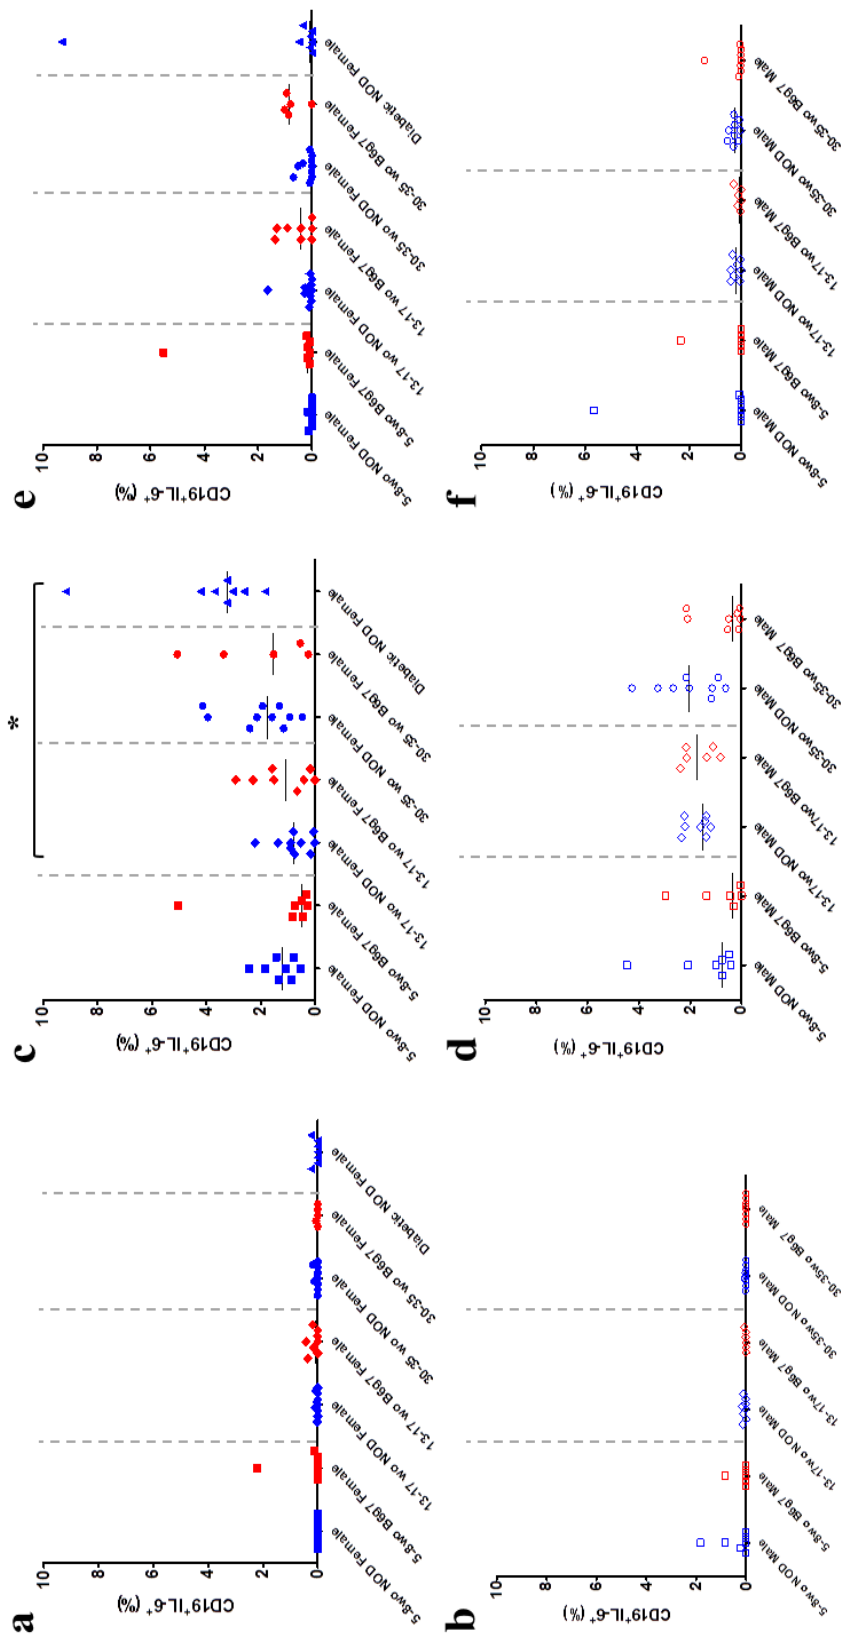 a
CD19⁺IL-6⁺ (%)
10
8
6
4
2
0
5-8wo NOD Female
5-8wo B6g7 Female
13-17 wo NOD Female
13-17 wo B6g7 Female
30-35 wo NOD Female
30-35 wo B6g7 Female
Diabetic NOD Female
b
CD19⁺IL-6⁺ (%)
10
8
6
4
2
0
5-8wo NOD Male
5-8wo B6g7 Male
13-17wo NOD Male
13-17wo B6g7 Male
30-35wo NOD Male
30-35wo B6g7 Male
c
*
CD19⁺IL-6⁺ (%)
10
8
6
4
2
0
5-8wo NOD Female
5-8wo B6g7 Female
13-17 wo NOD Female
13-17 wo B6g7 Female
30-35 wo NOD Female
30-35 wo B6g7 Female
Diabetic NOD Female
d
CD19⁺IL-6⁺ (%)
10
8
6
4
2
0
5-8wo NOD Male
5-8wo B6g7 Male
13-17wo NOD Male
13-17wo B6g7 Male
30-35wo NOD Male
30-35wo B6g7 Male
e
CD19⁺IL-6⁺ (%)
10
8
6
4
2
0
5-8wo NOD Female
5-8wo B6g7 Female
13-17 wo NOD Female
13-17 wo B6g7 Female
30-35 wo NOD Female
30-35 wo B6g7 Female
Diabetic NOD Female
f
CD19⁺IL-6⁺ (%)
10
8
6
4
2
0
5-8wo NOD Male
5-8wo B6g7 Male
13-17wo NOD Male
13-17wo B6g7 Male
30-35wo NOD Male
30-35wo B6g7 Male